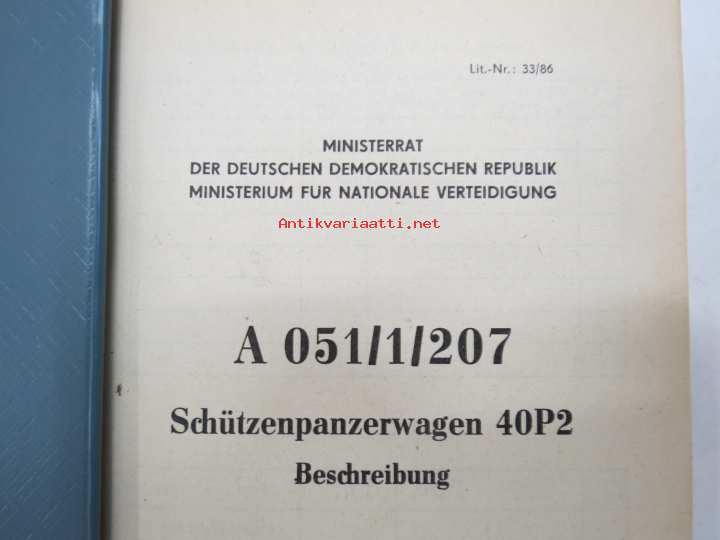 Lit.-Nr.: 33/86
MINISTERRAT
DER DEUTSCHEN DEMOKRATISCHEN REPUBLIK
MINISTERIUM FÜR NATIONALE VERTEIDIGUNG
Antikvariaatti.net
A 051/1/207
Schützenpanzerwagen 40P2
Beschreibung